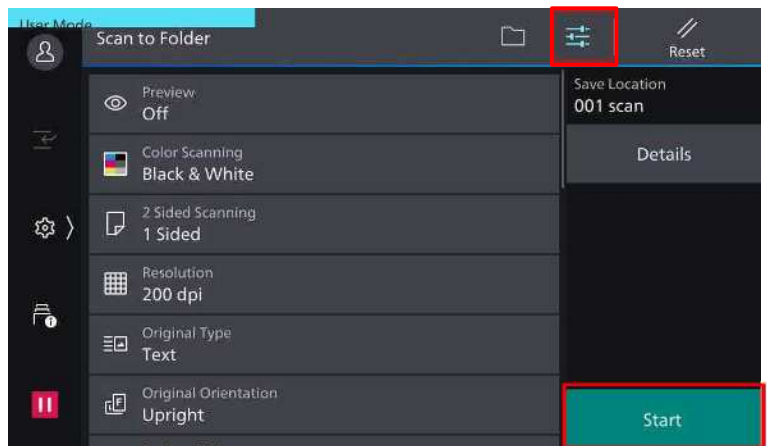 User Mode
Scan to Folder
Reset
Preview
Off
Save Location
001 scan
Color Scanning
Black & White
Details
2 Sided Scanning
1 Sided
Resolution
200 dpi
Original Type
Text
Original Orientation
Upright
Start